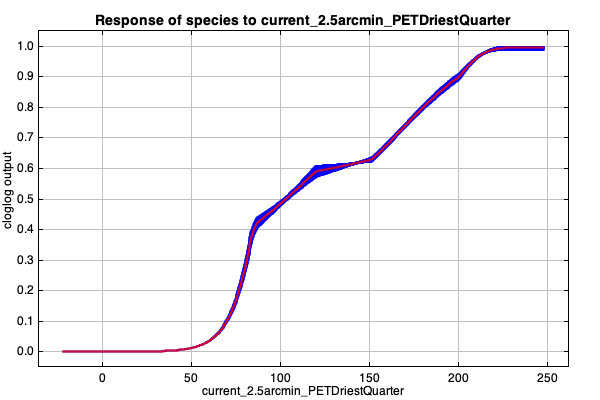 Response of species to current_2.5arcmin_PETDriestQuarter
cloglog output
1.0
0.9
0.8
0.7
0.6
0.5
0.4
0.3
0.2
0.1
0.0
0 50 100 150 200 250
current_2.5arcmin_PETDriestQuarter